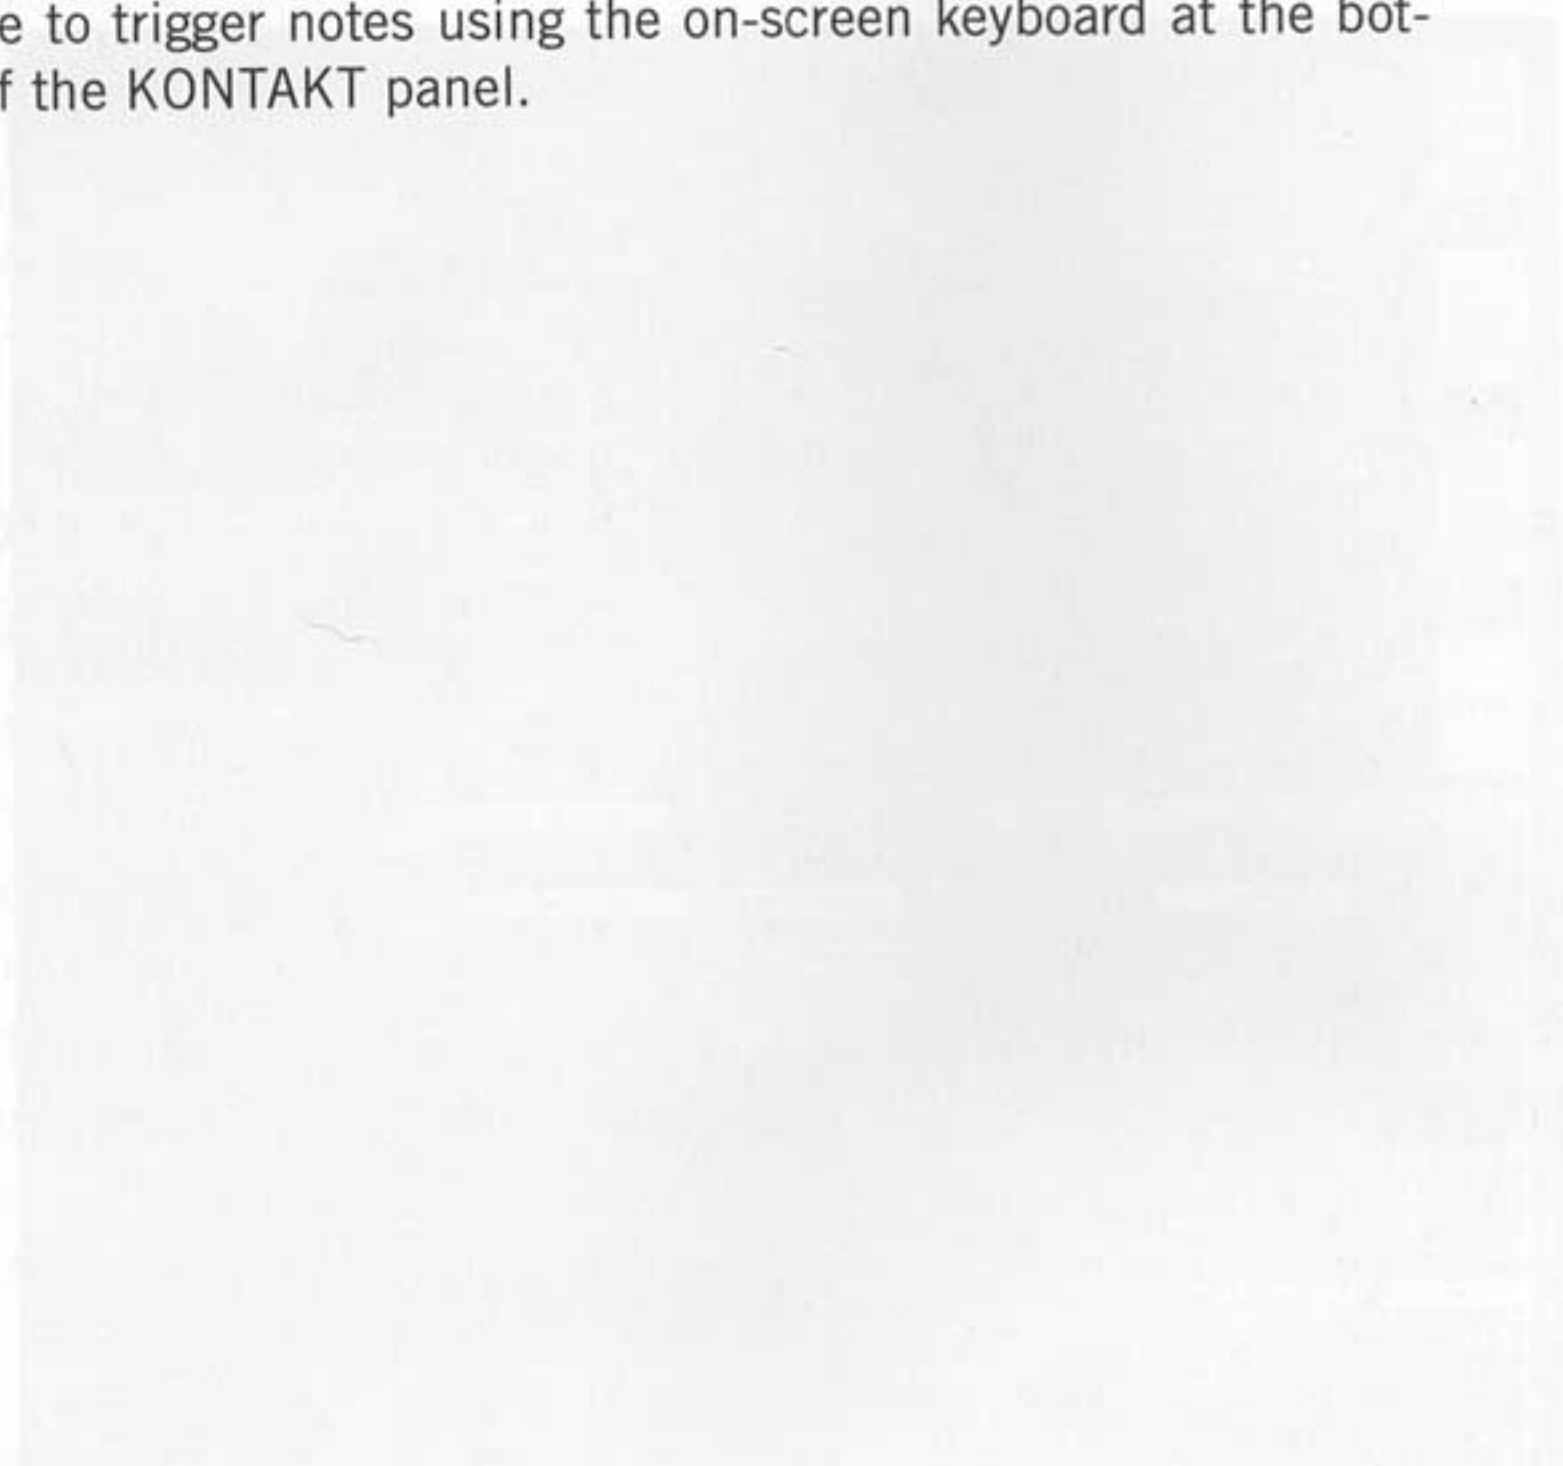 e to trigger notes using the on-screen keyboard at the bot-
f the KONTAKT panel.